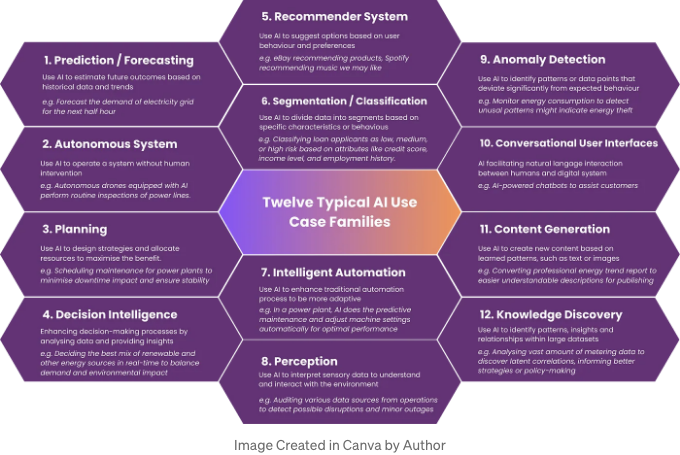 1. Prediction / Forecasting
Use AI to estimate future outcomes based on
historical data and trends
e.g. Forecast the demand of electricity grid
for the next half hour
2. Autonomous System
Use AI to operate a system without human
intervention
e.g. Autonomous drones equipped with AI
perform routine inspections of power lines.
3. Planning
Use AI to design strategies and allocate
resources to maximise the benefit.
e.g. Scheduling maintenance for power plants to
minimise downtime impact and ensure stability
4. Decision Intelligence
Enhancing decision-making processes by
analysing data and providing insights
e.g. Deciding the best mix of renewable and
other energy sources in real-time to balance
demand and environmental impact
5. Recommender System
Use AI to suggest options based on user
behaviour and preferences
e.g. eBay recommending products, Spotify
recommending music we may like
6. Segmentation / Classification
Use AI to divide data into segments based on
specific characteristics or behavious
e.g. Classifying loan applicants as low, medium,
or high risk based on attributes like credit score,
income level, and employment history.
Twelve Typical AI Use
Case Families
7. Intelligent Automation
Use AI to enhance traditional automation
process to be more adaptive
e.g. In a power plant, AI does the predictive
maintenance and adjust machine settings
automatically for optimal performance
8. Perception
Use AI to interpret sensory data to understand
and interact with the environment
e.g. Auditing various data sources from operations
to detect possible disruptions and minor outages
9. Anomaly Detection
Use AI to identify patterns or data points that
deviate significantly from expected behaviour
e.g. Monitor energy consumption to detect
unusal patterns might indicate energy theft
10. Conversational User Interfaces
AI facilitating natural langage interaction
between humans and digital system
e.g. AI-powered chatbots to assist customers
11. Content Generation
Use AI to create new content based on
learned patterns, such as text or images
e.g. Converting professional energy trend report to
easier understandable descriptions for publishing
12. Knowledge Discovery
Use AI to identify patterns, insights and
relationships within large datasets
e.g. Analysing vast amount of metering data to
discover latent correlations, informing better
strategies or policy-making
Image Created in Canva by Author